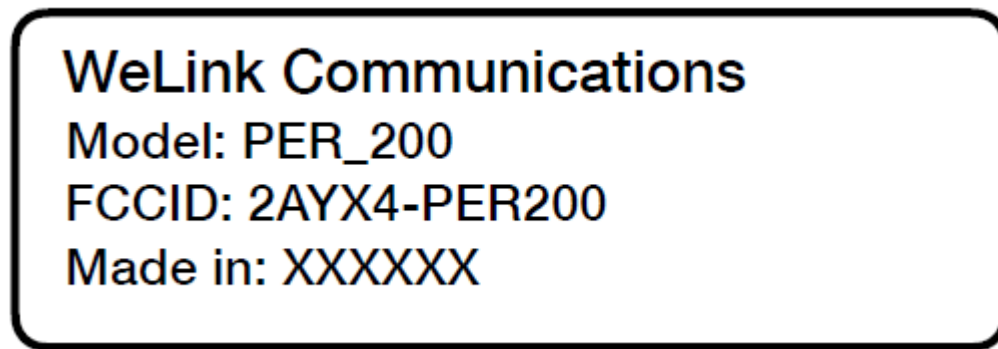 WeLink Communications
Model: PER_200
FCCID: 2AYX4-PER200
Made in: XXXXXX